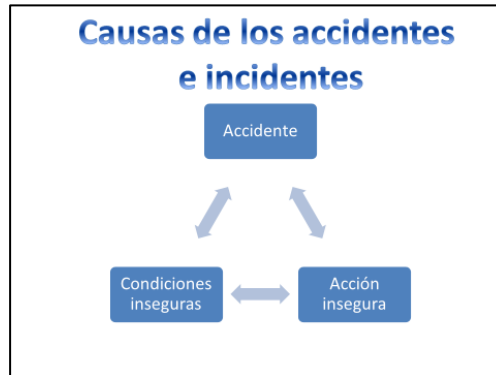 Causas de los accidentes
e incidentes
Accidente
Condiciones
inseguras
Acción
insegura